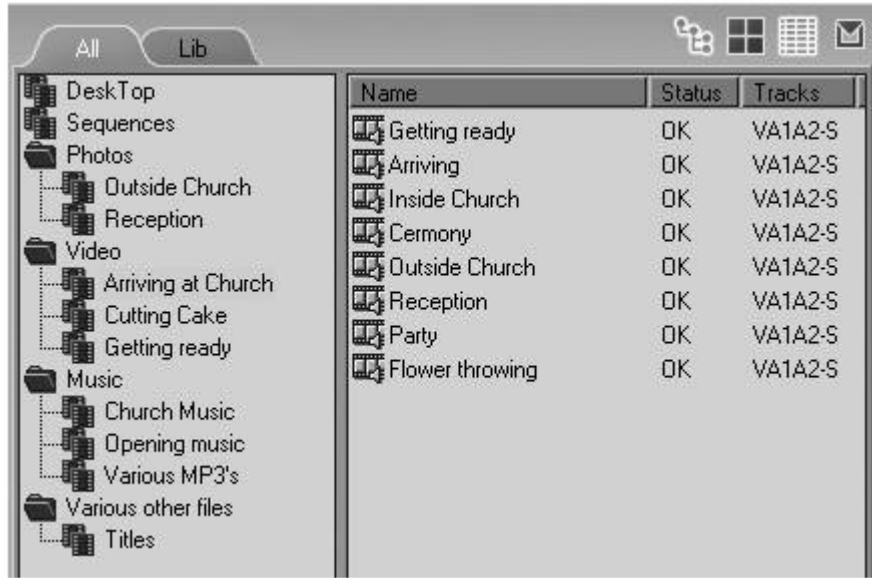 All Lib
DeskTop
Sequences
Photos
Outside Church
Reception
Video
Arriving at Church
Cutting Cake
Getting ready
Music
Church Music
Opening music
Various MP3's
Various other files
Titles
Name Status Tracks
Getting ready OK VA1A2-S
Arriving OK VA1A2-S
Inside Church OK VA1A2-S
Cermony OK VA1A2-S
Outside Church OK VA1A2-S
Reception OK VA1A2-S
Party OK VA1A2-S
Flower throwing OK VA1A2-S